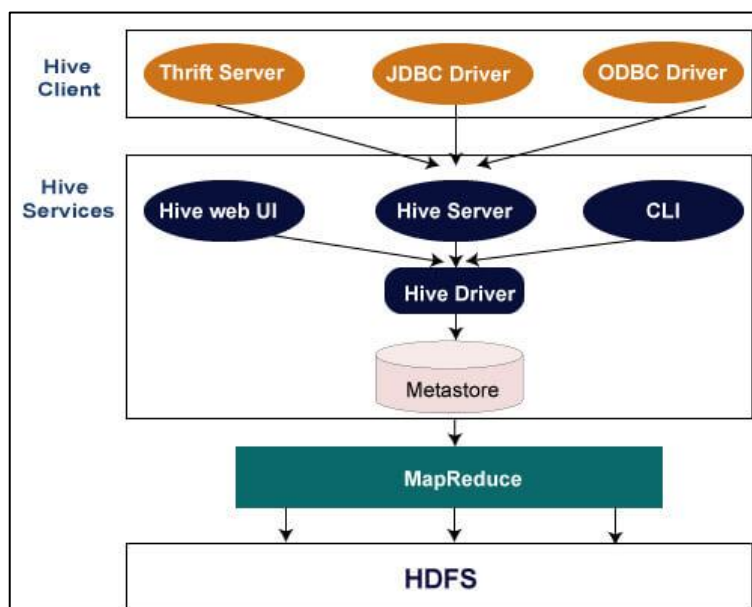 Hive
Client
Thrift Server
JDBC Driver
ODBC Driver
Hive
Services
Hive web UI
Hive Server
CLI
Hive Driver
Metastore
MapReduce
HDFS